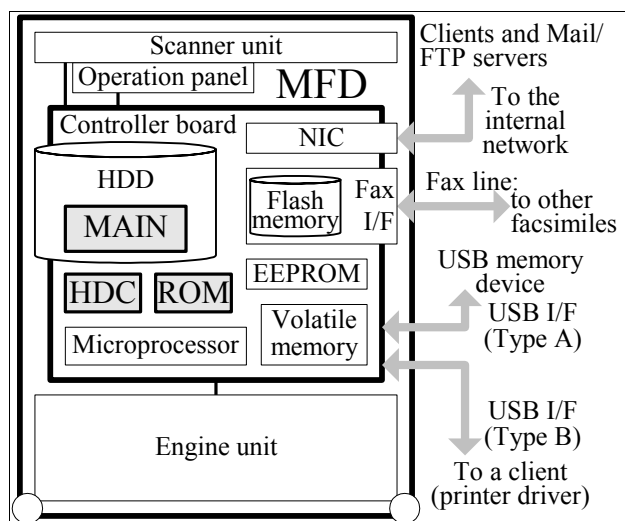 Scanner unit
Operation panel
MFD
Controller board
NIC
HDD
MAIN
Flash
memory
Fax
I/F
HDC
ROM
EEPROM
Microprocessor
Volatile
memory
Engine unit
Clients and Mail/
FTP servers
To the
internal
network
Fax line:
to other
facsimiles
USB memory
device
USB I/F
(Type A)
USB I/F
(Type B)
To a client
(printer driver)